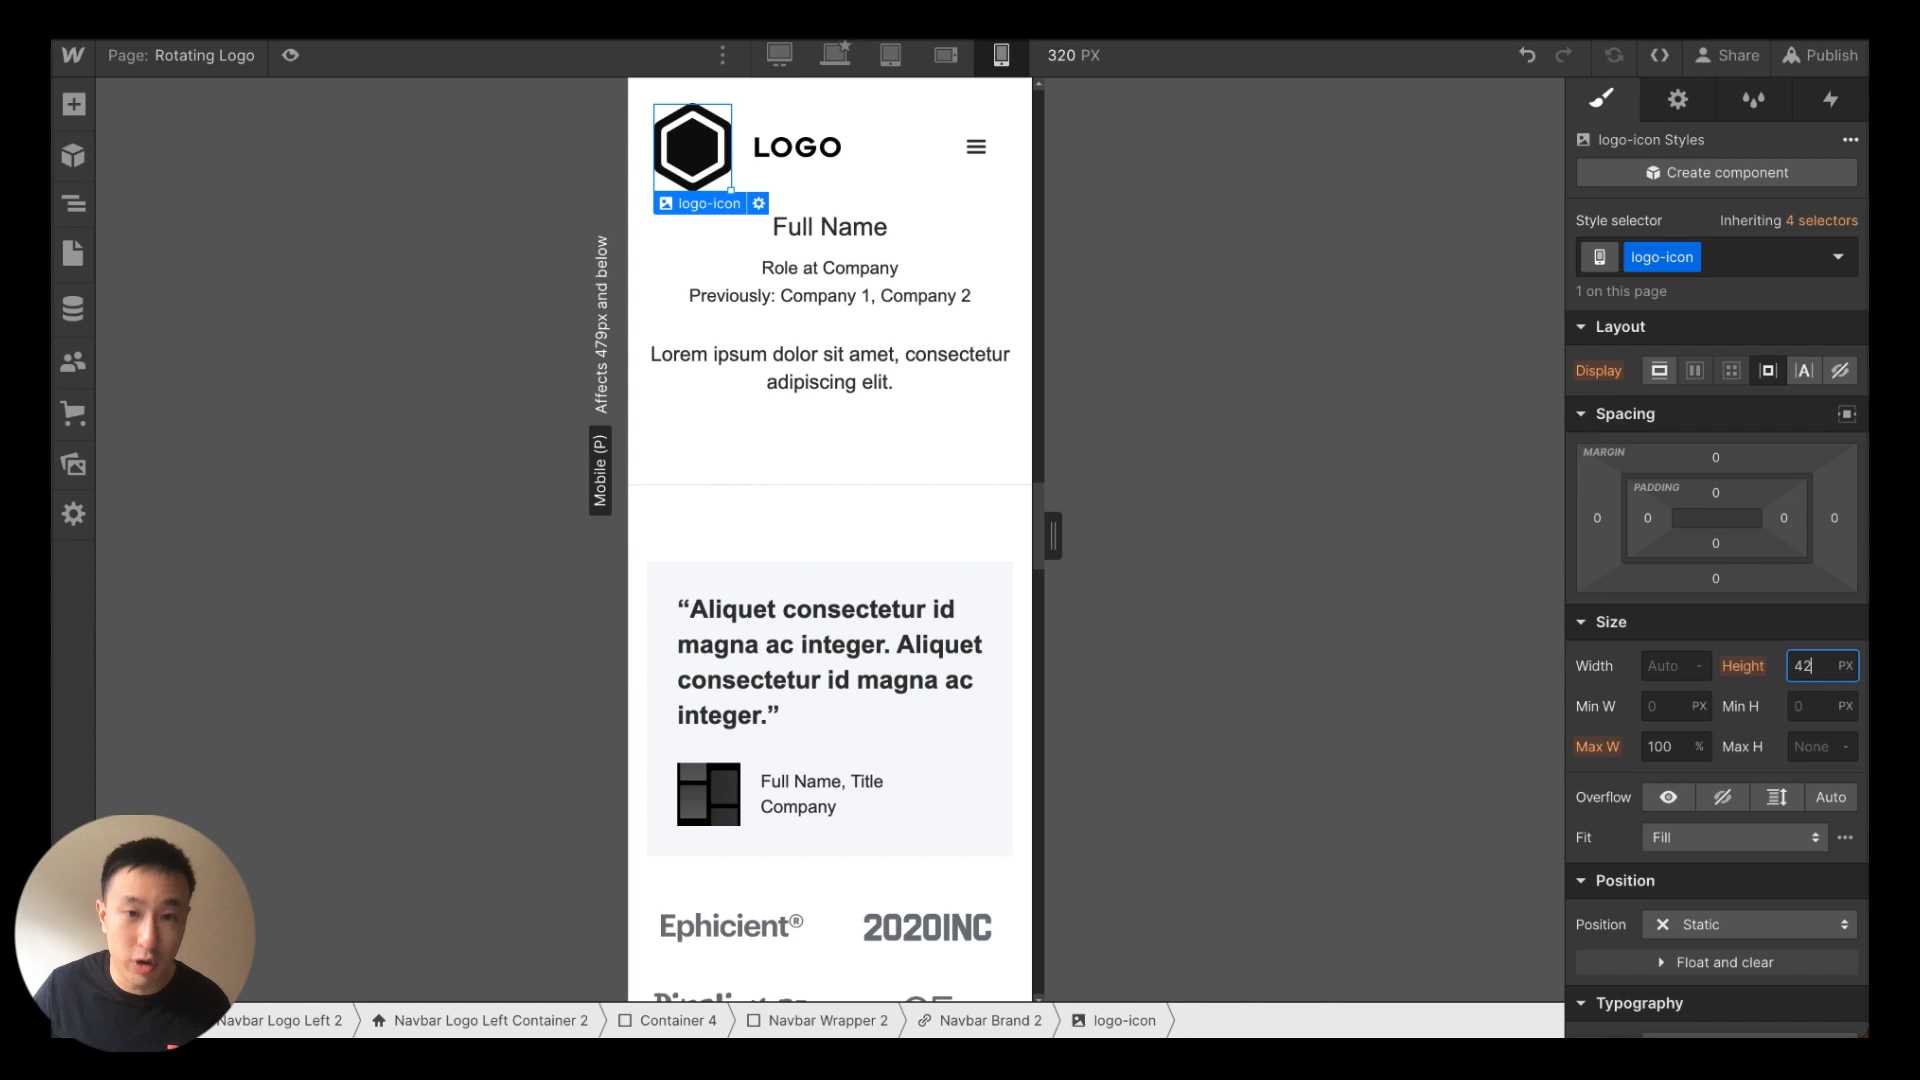 Page: Rotating Logo
320 PX
Share
Publish
LOGO
logo-icon
Full Name
Role at Company
Previously: Company 1, Company 2
Lorem ipsum dolor sit amet, consectetur
adipiscing elit.
Affects 479px and below
Mobile (P)
“Aliquet consectetur id
magna ac integer. Aliquet
consectetur id magna ac
integer.”
Full Name, Title
Company
Ephicient®
2020INC
Navbar Logo Left 2
Navbar Logo Left Container 2
Container 4
Navbar Wrapper 2
Navbar Brand 2
logo-icon
logo-icon Styles
Create component
Style selector
Inheriting 4 selectors
logo-icon
1 on this page
Layout
Display
Spacing
MARGIN
0
PADDING
0
0 0 0 0
0
0
Size
Width Auto - Height 42 PX
Min W 0 PX Min H 0 PX
Max W 100 % Max H None -
Overflow Auto
Fit Fill
Position
Position Static
Float and clear
Typography